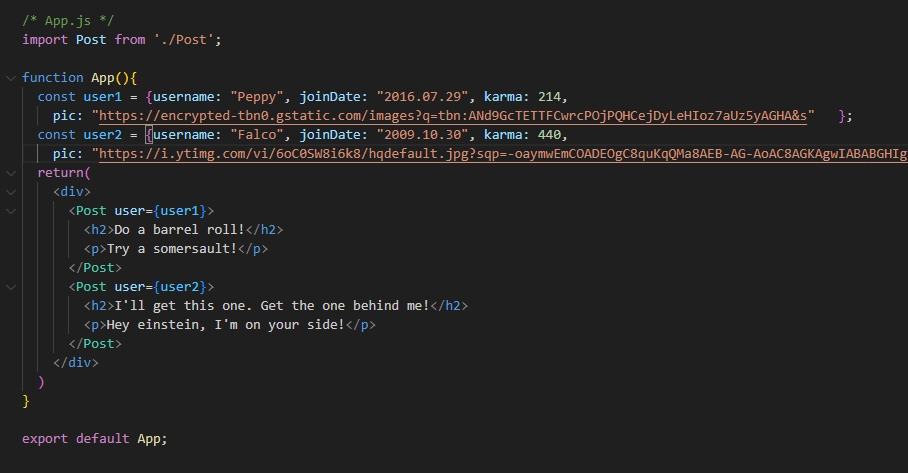 /* App.js */
import Post from './Post';
function App(){
const user1 = {username: "Peppy", joinDate: "2016.07.29", karma: 214,
pic: "https://encrypted-tbn0.gstatic.com/images?q=tbn:ANd9GcTETTFCwrcPOjPQHCejDyLeHIoz7aUz5yAGHA&s" };
const user2 = {username: "Falco", joinDate: "2009.10.30", karma: 440,
pic: "https://i.ytimg.com/vi/6oC0SW8i6k8/hqdefault.jpg?sqp=-oaymwEmCOADEOgC8quKqQMa8AEB-AG-AoAC8AGKAgwIABABGHIg
return(
<div>
<Post user={user1}>
<h2>Do a barrel roll!</h2>
<p>Try a somersault!</p>
</Post>
<Post user={user2}>
<h2>I'll get this one. Get the one behind me!</h2>
<p>Hey einstein, I'm on your side!</p>
</Post>
</div>
)
}
export default App;